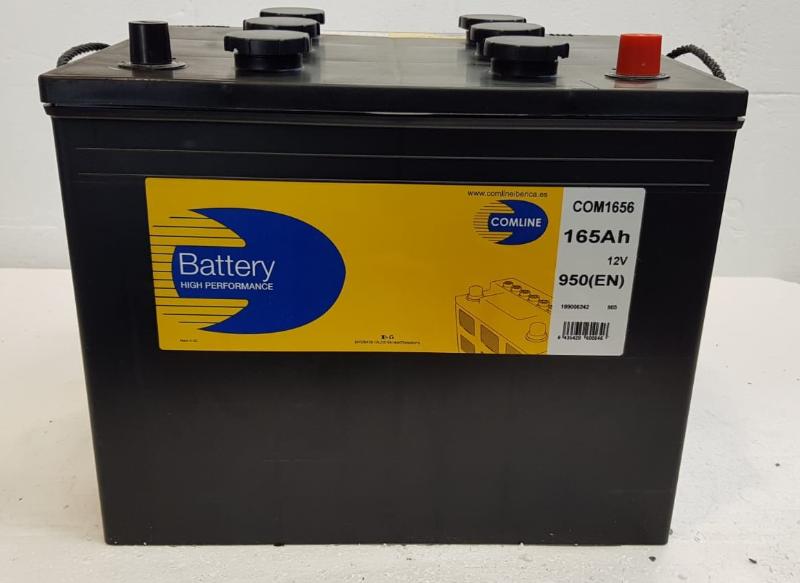 www.comlineiberica.es
COMLINE
Battery
HIGH PERFORMANCE
COM1656
165Ah
12V
950(EN)